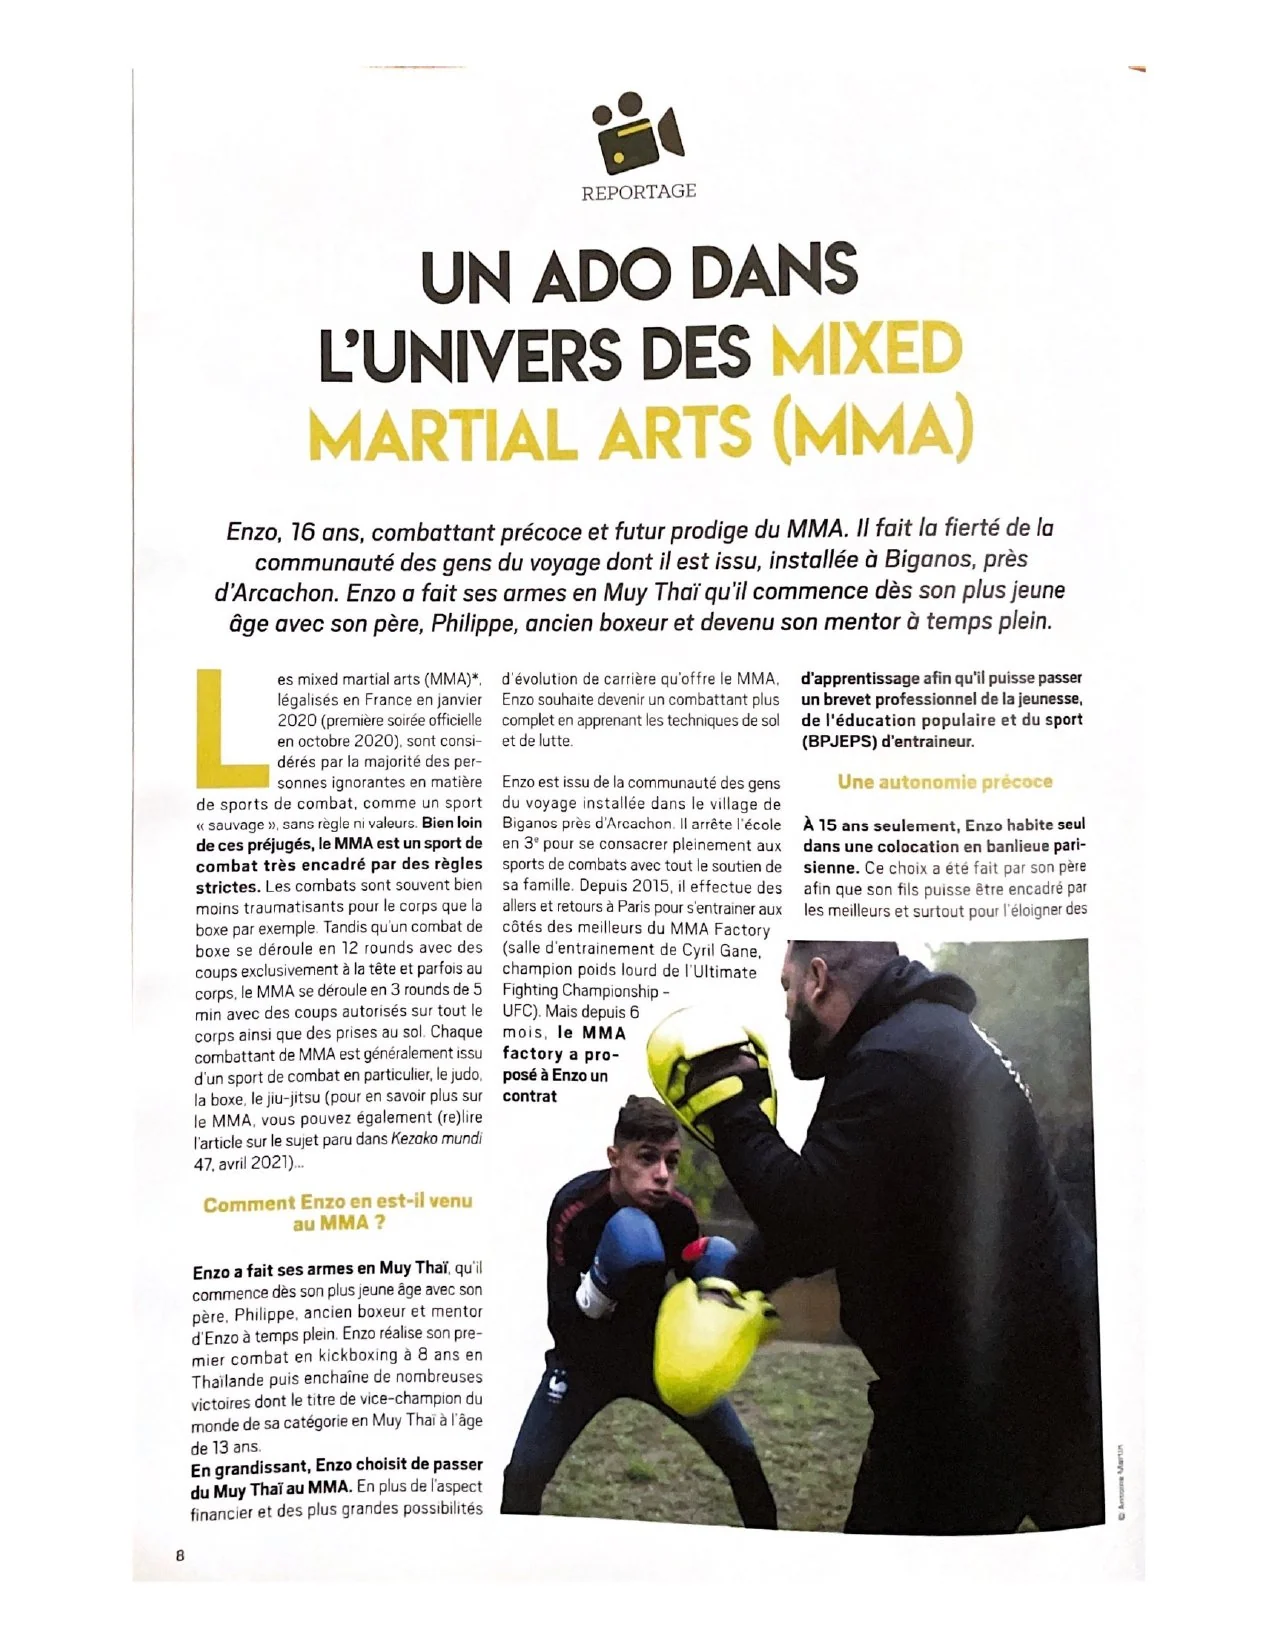 REPORTAGE
UN ADO DANS
L'UNIVERS DES MIXED
MARTIAL ARTS (MMA)
Enzo, 16 ans, combattant précoce et futur prodige du MMA. Il fait la fierté de la
communauté des gens du voyage dont il est issu, installée à Biganos, près
d'Arcachon. Enzo a fait ses armes en Muy Thaï qu'il commence dès son plus jeune
âge avec son père, Philippe, ancien boxeur et devenu son mentor à temps plein.
Les mixed martial arts (MMA)*,
légalisés en France en janvier
2020 (première soirée officielle
en octobre 2020), sont consi-
dérés par la majorité des per-
sonnes ignorantes en matière
de sports de combat, comme un sport
« sauvage », sans règle ni valeurs. Bien loin
de ces préjugés, le MMA est un sport de
combat très encadré par des règles
strictes. Les combats sont souvent bien
moins traumatisants pour le corps que la
boxe par exemple. Tandis qu'un combat de
boxe se déroule en 12 rounds avec des
coups exclusivement à la tête et parfois au
corps, le MMA se déroule en 3 rounds de 5
min avec des coups autorisés sur tout le
corps ainsi que des prises au sol. Chaque
combattant de MMA est généralement issu
d'un sport de combat en particulier, le judo,
la boxe, le jiu-jitsu (pour en savoir plus sur
le MMA, vous pouvez également (re)lire
l'article sur le sujet paru dans Kezako mundi
47, avril 2021)...
Comment Enzo en est-il venu
au MMA ?
Enzo a fait ses armes en Muy Thaï, qu'il
commence dès son plus jeune âge avec son
père, Philippe, ancien boxeur et mentor
d'Enzo à temps plein. Enzo réalise son pre-
mier combat en kickboxing à 8 ans en
Thaïlande puis enchaîne de nombreuses
victoires dont le titre de vice-champion du
monde de sa catégorie en Muy Thaï à l'âge
de 13 ans.
En grandissant, Enzo choisit de passer
du Muy Thaï au MMA. En plus de l'aspect
financier et des plus grandes possibilités
d'évolution de carrière qu'offre le MMA,
Enzo souhaite devenir un combattant plus
complet en apprenant les techniques de sol
et de lutte.
Enzo est issu de la communauté des gens
du voyage installée dans le village de
Biganos près d'Arcachon. Il arrête l'école
en 3e pour se consacrer pleinement aux
sports de combats avec tout le soutien de
sa famille. Depuis 2015, il effectue des
allers et retours à Paris pour s'entrainer aux
côtés des meilleurs du MMA Factory
(salle d'entrainement de Cyril Gane,
champion poids lourd de l'Ultimate
Fighting Championship -
UFC). Mais depuis 6
mois, le MMA
factory a pro-
posé à Enzo un
contrat
d'apprentissage afin qu'il puisse passer
un brevet professionnel de la jeunesse,
de l'éducation populaire et du sport
(BPJEPS) d'entraineur.
Une autonomie précoce
À 15 ans seulement, Enzo habite seul
dans une colocation en banlieue pari-
sienne. Ce choix a été fait par son père
afin que son fils puisse être encadré par
les meilleurs et surtout pour l'éloigner des
© Antoine Martin
8